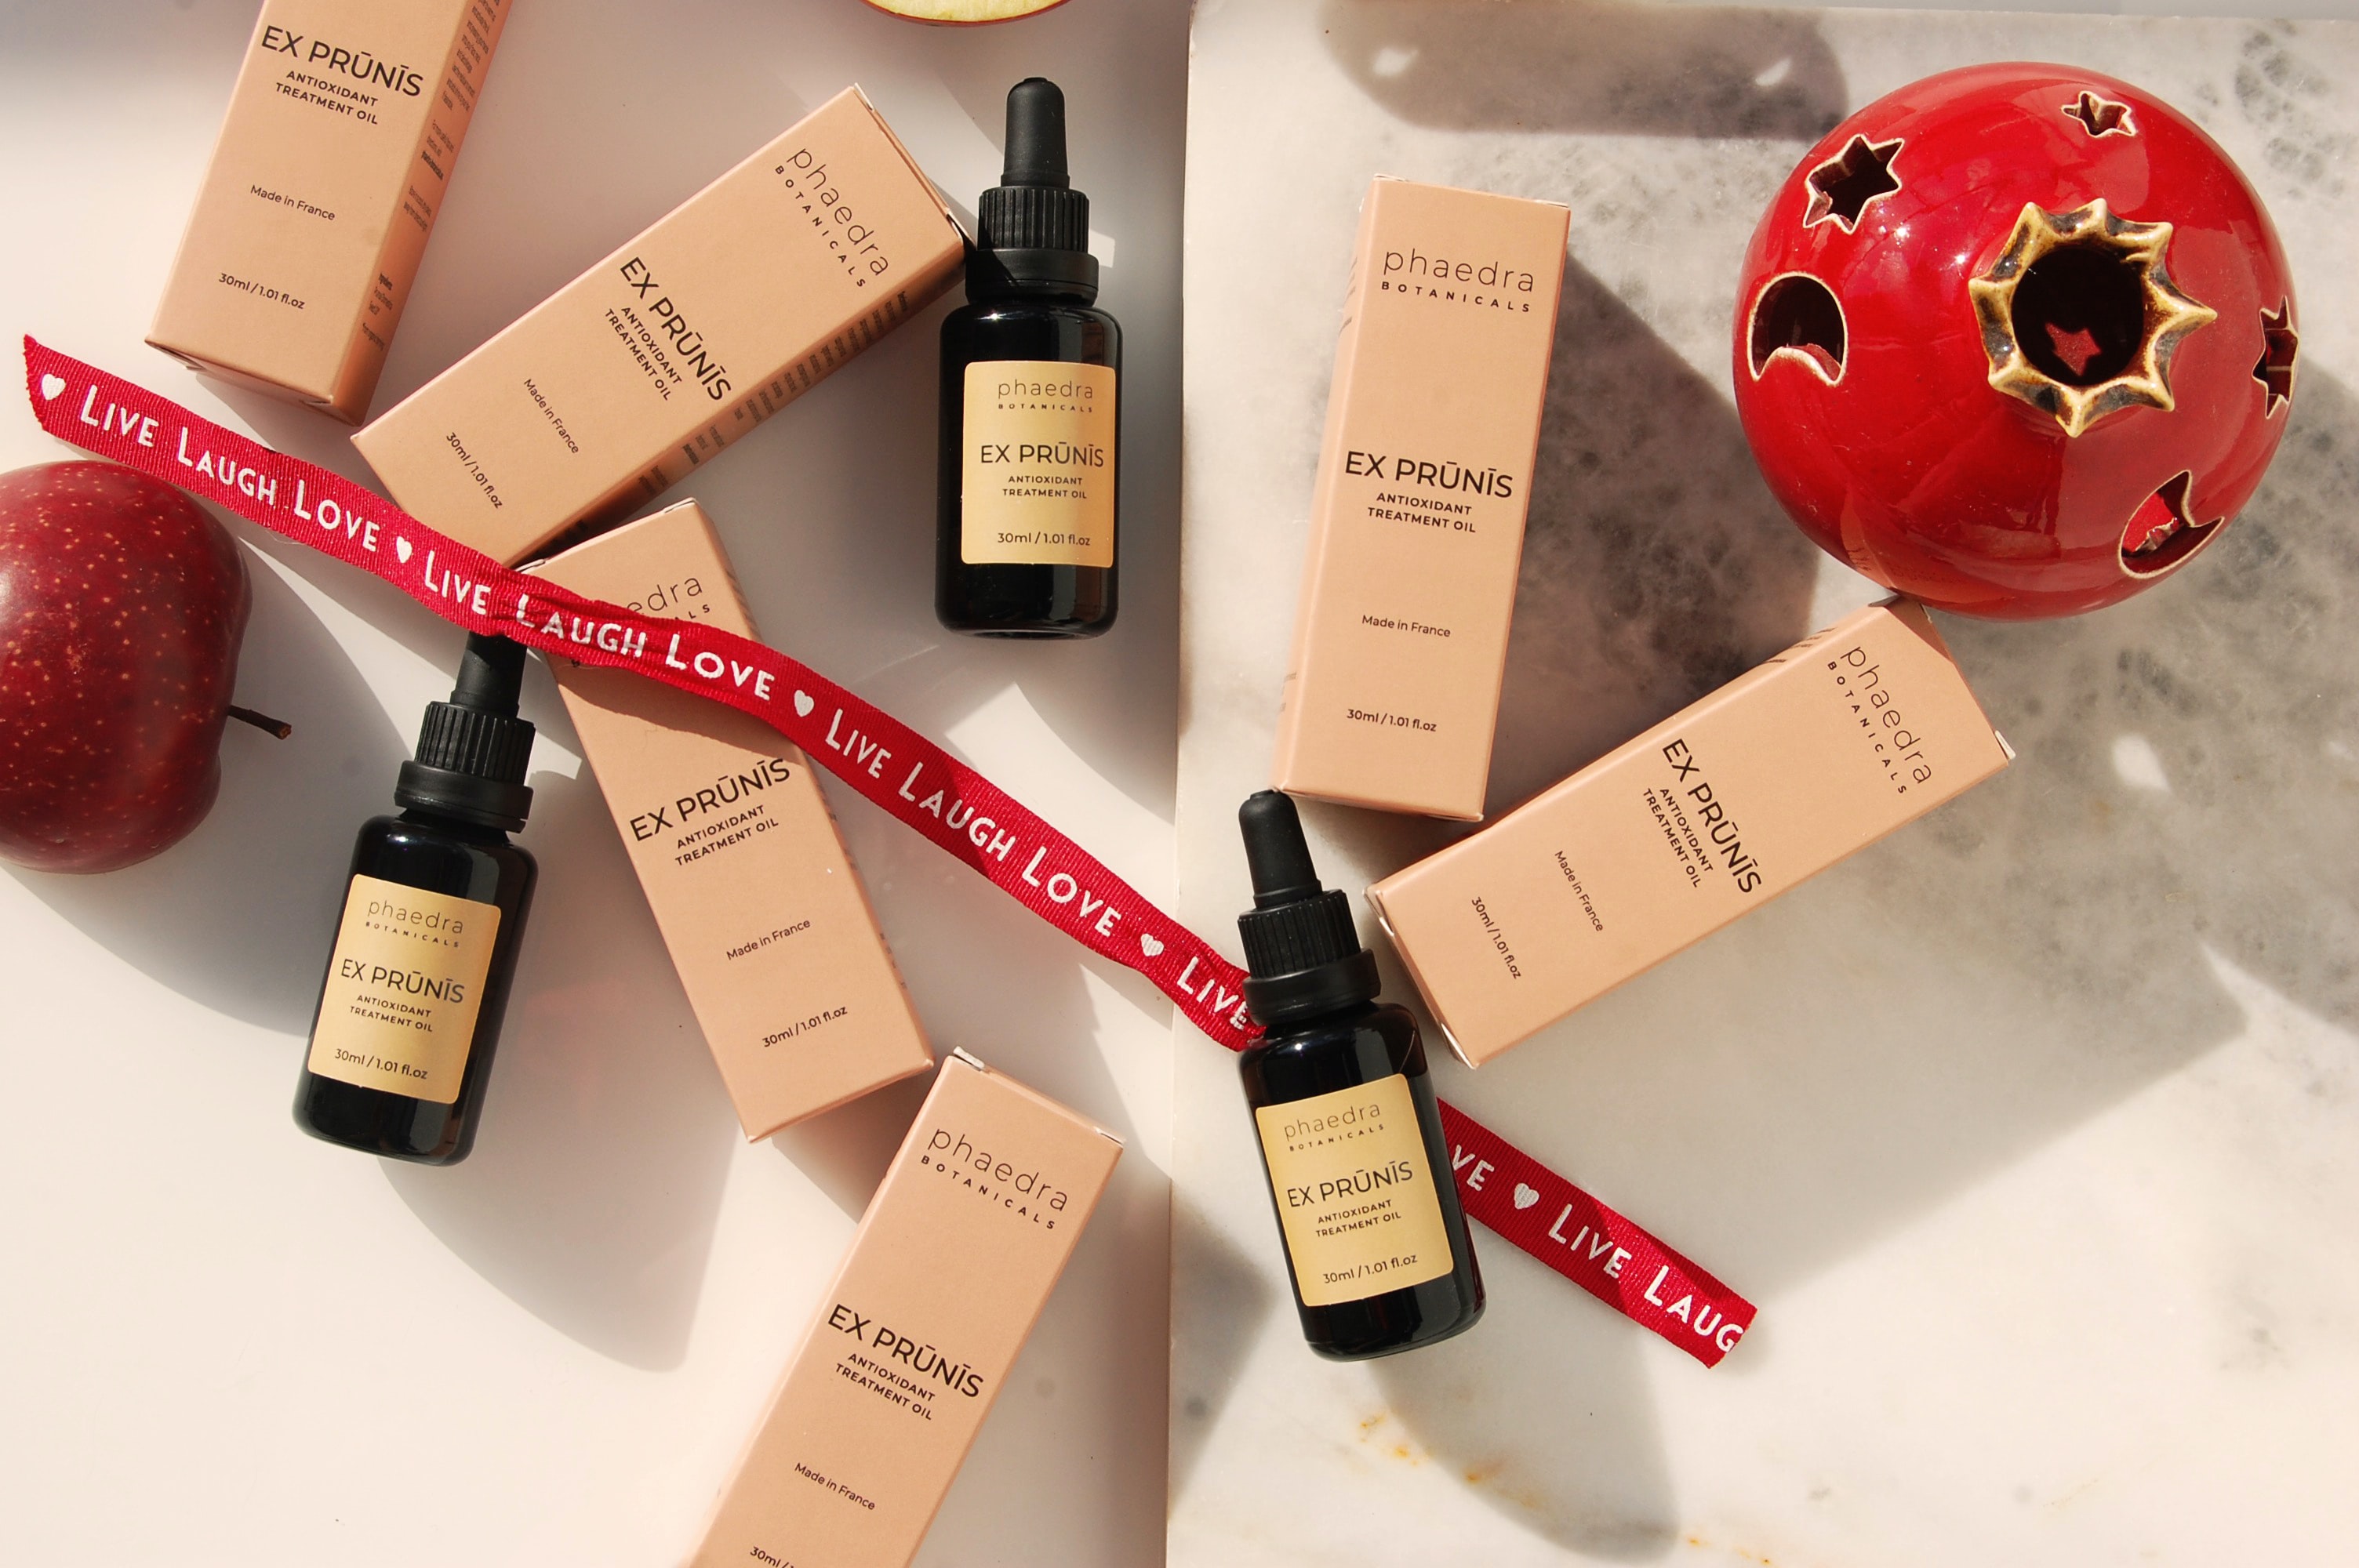 EX PRŪNĪS
ANTIOXIDANT
TREATMENT OIL
Made in France
30ml / 1.01 fl.oz
phaedra
BOTANICALS
EX PRŪNĪS
ANTIOXIDANT
TREATMENT OIL
Made in France
30ml / 1.01 fl.oz
phaedra
BOTANICALS
EX PRŪNĪS
ANTIOXIDANT
TREATMENT OIL
30ml / 1.01 fl.oz
phaedra
BOTANICALS
EX PRŪNĪS
ANTIOXIDANT
TREATMENT OIL
Made in France
30ml / 1.01 fl.oz
♥ LIVE LAUGH LOVE ♥ LIVE LAUGH LOVE ♥ LIVE LAUGH LOVE ♥ LIVE
VE ♥ LIVE LAUG
edra
LS
EX PRŪNĪS
ANTIOXIDANT
TREATMENT OIL
Made in France
30ml / 1.01 fl.oz
phaedra
BOTANICALS
EX PRŪNĪS
ANTIOXIDANT
TREATMENT OIL
Made in France
30ml / 1.01 fl.oz
phaedra
BOTANICALS
EX PRŪNĪS
ANTIOXIDANT
TREATMENT OIL
30ml / 1.01 fl.oz
phaedra
BOTANICALS
EX PRŪNĪS
ANTIOXIDANT
TREATMENT OIL
30ml / 1.01 fl.oz
phaedra
BOTANICALS
EX PRŪNĪS
ANTIOXIDANT
TREATMENT OIL
Made in France
30ml / 1